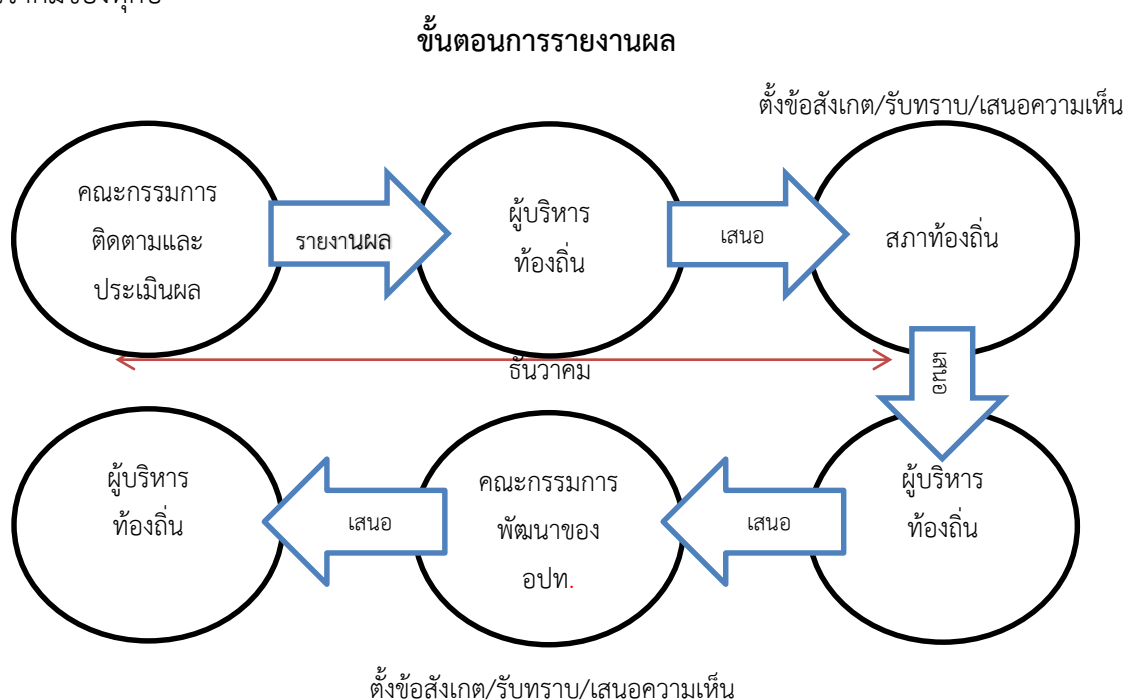 ขั้นตอนการรายงานผล
ตั้งข้อสังเกต/รับทราบ/เสนอความเห็น
คณะกรรมการ
ติดตามและ
ประเมินผล
รายงานผล
ผู้บริหาร
ท้องถิ่น
เสนอ
สภาท้องถิ่น
ธันวาคม
เสนอ
ผู้บริหาร
ท้องถิ่น
เสนอ
คณะกรรมการ
พัฒนาของ
อปท.
เสนอ
ผู้บริหาร
ท้องถิ่น
ตั้งข้อสังเกต/รับทราบ/เสนอความเห็น